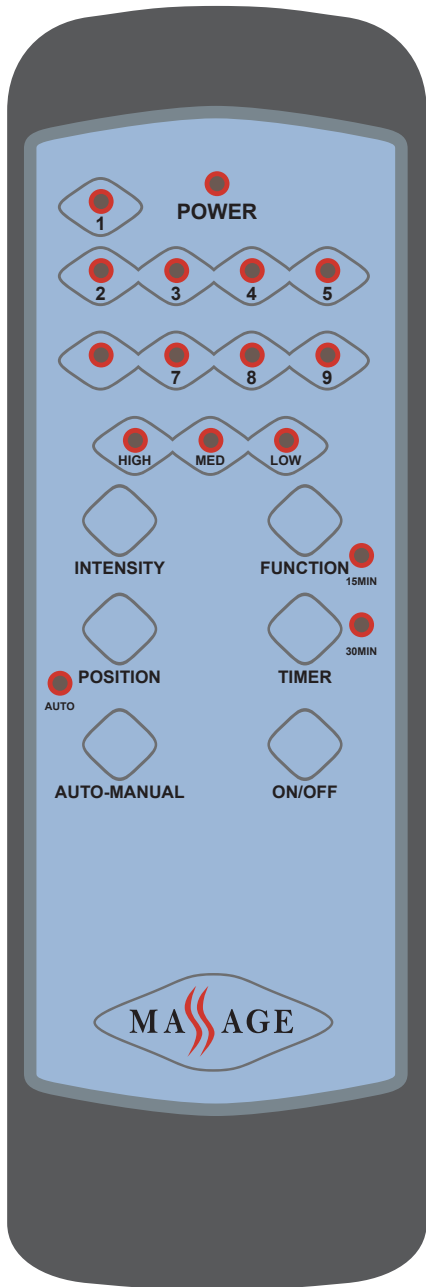 POWER
1
2 3 4 5
7 8 9
HIGH MED LOW
INTENSITY FUNCTION
15MIN
30MIN
POSITION TIMER
AUTO
AUTO-MANUAL ON/OFF
MASSAGE